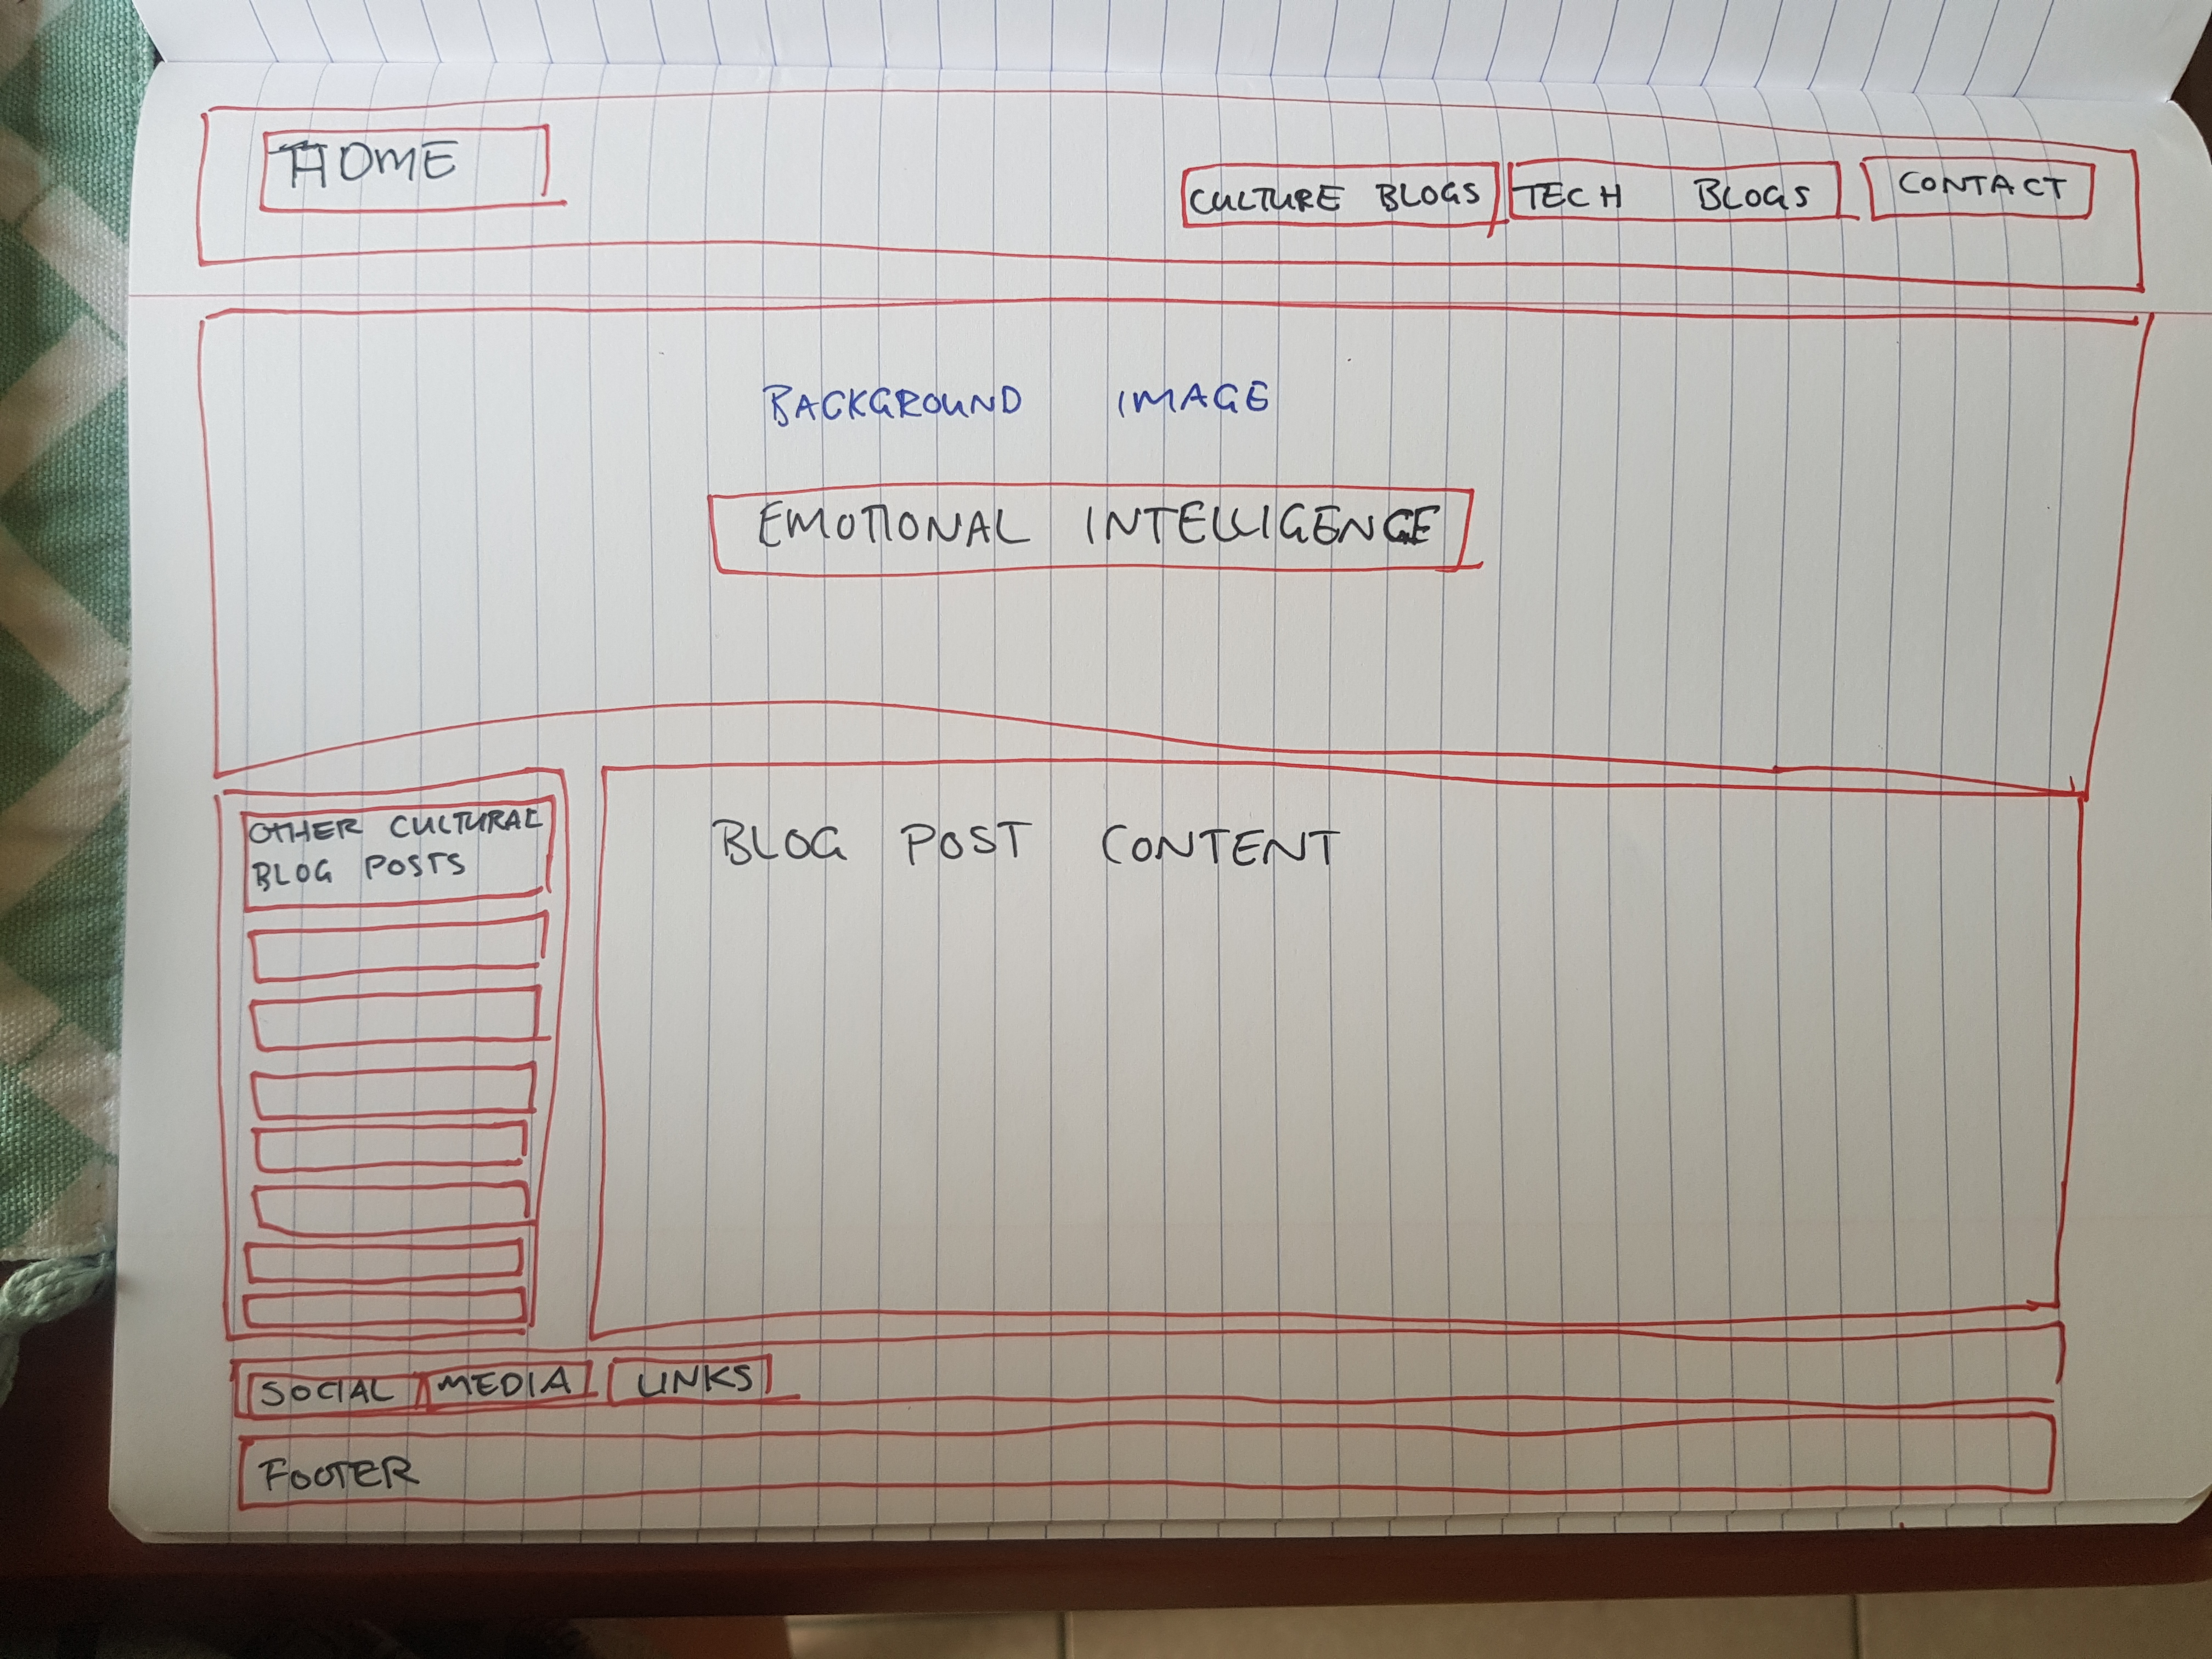 HOME
CULTURE BLOGS TECH BLOGS CONTACT
BACKGROUND IMAGE
EMOTIONAL INTELLIGENCE
OTHER CULTURAL
BLOG POSTS
BLOG POST CONTENT
SOCIAL MEDIA LINKS
FOOTER